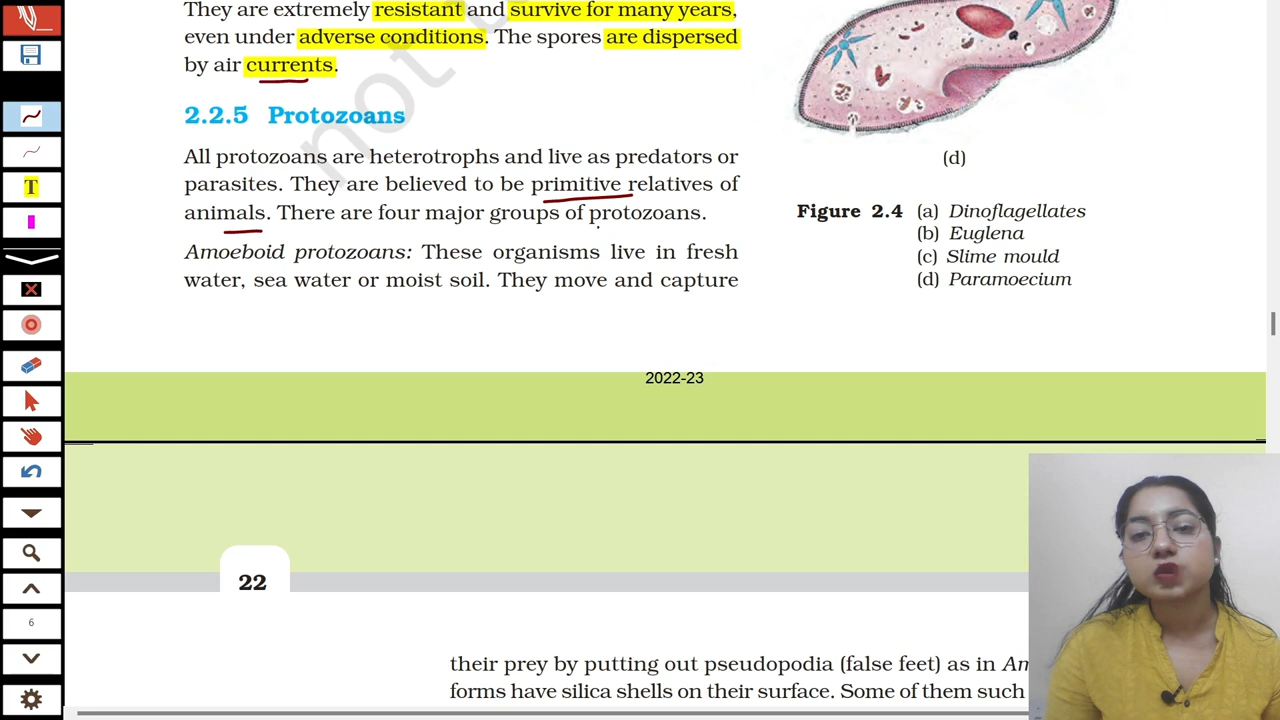 They are extremely resistant and survive for many years,
even under adverse conditions. The spores are dispersed
by air currents.
2.2.5 Protozoans
All protozoans are heterotrophs and live as predators or
parasites. They are believed to be primitive relatives of
animals. There are four major groups of protozoans.
Amoeboid protozoans: These organisms live in fresh
water, sea water or moist soil. They move and capture
(d)
Figure 2.4 (a) Dinoflagellates
(b) Euglena
(c) Slime mould
(d) Paramoecium
not
2022-23
22
their prey by putting out pseudopodia (false feet) as in Am
forms have silica shells on their surface. Some of them such
T
6